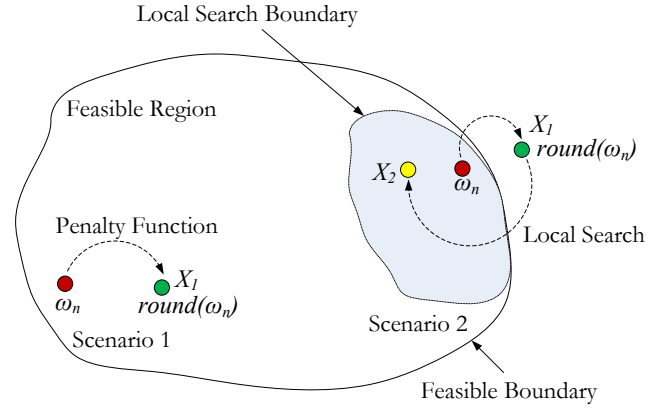 Local Search Boundary
Feasible Region
X1
round(ωn)
X2
ωn
Penalty Function
Local Search
X1
ωn
round(ωn)
Scenario 1
Scenario 2
Feasible Boundary